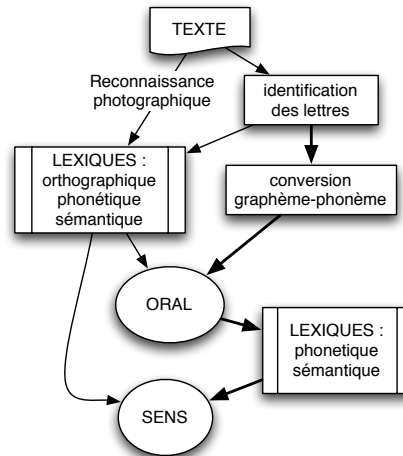 TEXTE
Reconnaissance
photographique
identification
des lettres
LEXIQUES :
orthographique
phonétique
sémantique
conversion
graphème-phonème
ORAL
LEXIQUES :
phonetique
sémantique
SENS